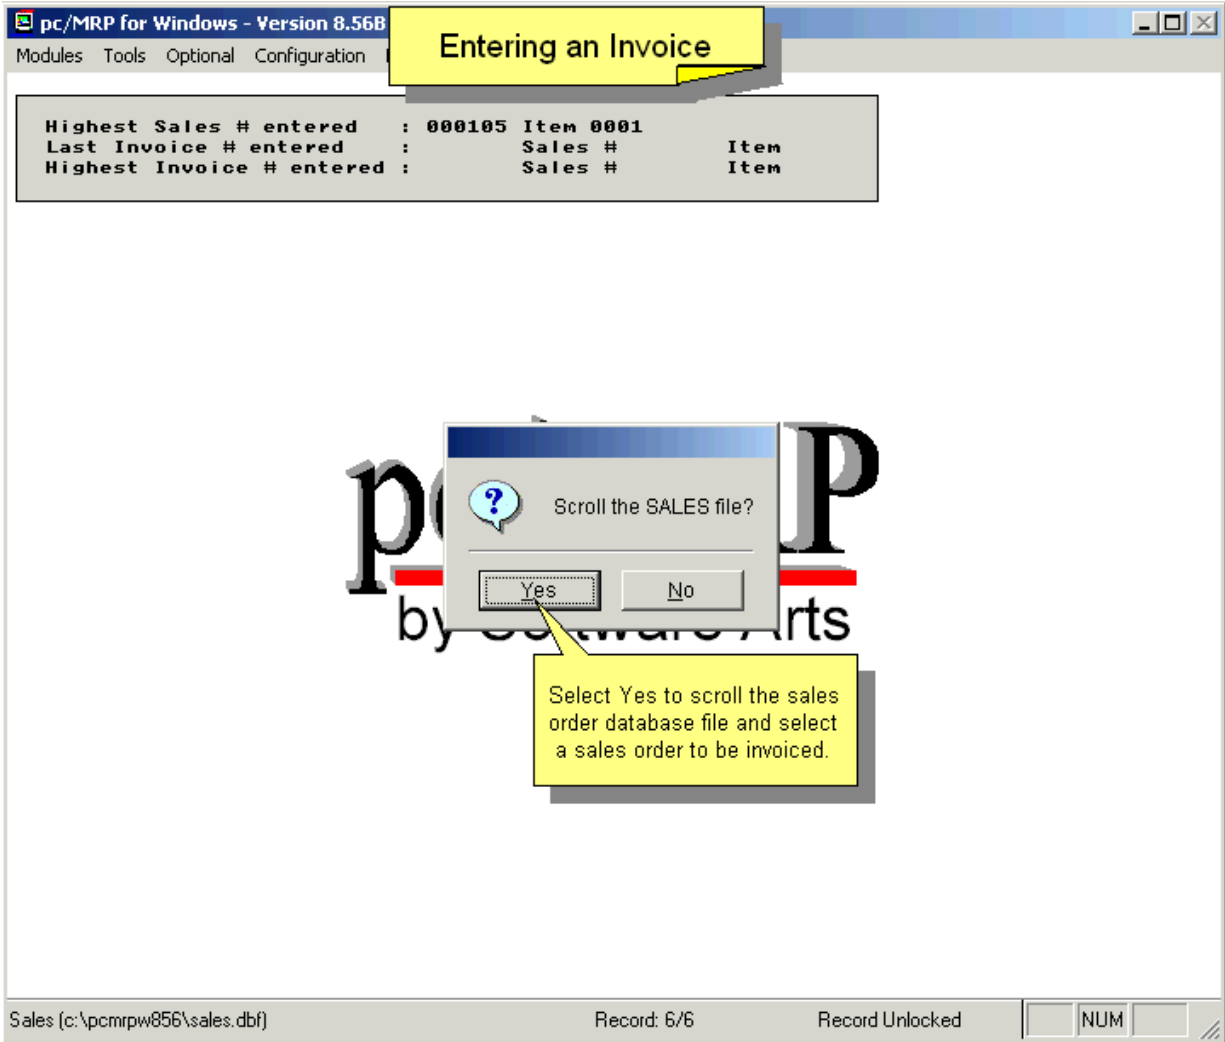 pc/MRP for Windows - Version 8.56B
Entering an Invoice
Modules Tools Optional Configuration
Highest Sales # entered : 000105 Item 0001
Last Invoice # entered : Sales # Item
Highest Invoice # entered : Sales # Item
Scroll the SALES file?
Yes No
Select Yes to scroll the sales
order database file and select
a sales order to be invoiced.
Sales (c:\pcmrpw856\sales.dbf) Record: 6/6 Record Unlocked NUM